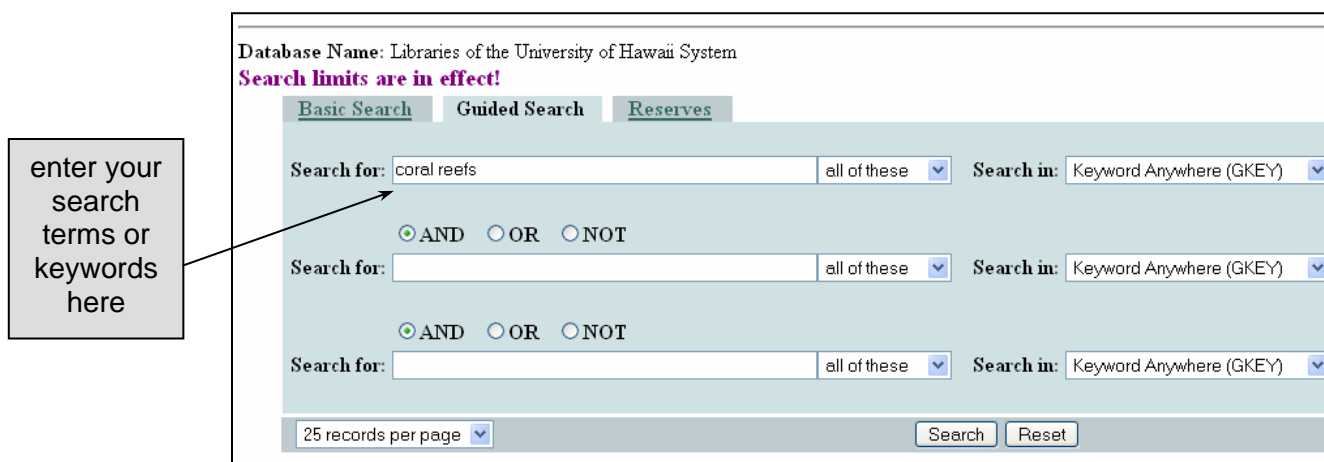 Database Name: Libraries of the University of Hawaii System
Search limits are in effect!
Basic Search Guided Search Reserves
enter your
search
terms or
keywords
here
Search for: coral reefs all of these Search in: Keyword Anywhere (GKEY)
AND OR NOT
Search for: all of these Search in: Keyword Anywhere (GKEY)
AND OR NOT
Search for: all of these Search in: Keyword Anywhere (GKEY)
25 records per page Search Reset